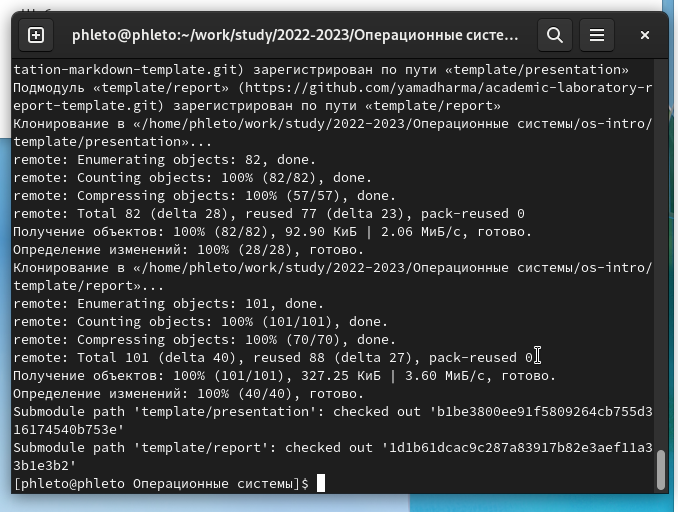 phleto@phleto:~/work/study/2022-2023/Операционные систе...
tation-markdown-template.git) зарегистрирован по пути «template/presentation»
Подмодуль «template/report» (https://github.com/yamadharma/academic-laboratory-r
eport-template.git) зарегистрирован по пути «template/report»
Клонирование в «/home/phleto/work/study/2022-2023/Операционные системы/os-intro/
template/presentation»...
remote: Enumerating objects: 82, done.
remote: Counting objects: 100% (82/82), done.
remote: Compressing objects: 100% (57/57), done.
remote: Total 82 (delta 28), reused 77 (delta 23), pack-reused 0
Получение объектов: 100% (82/82), 92.90 КиБ | 2.06 МиБ/с, готово.
Определение изменений: 100% (28/28), готово.
Клонирование в «/home/phleto/work/study/2022-2023/Операционные системы/os-intro/
template/report»...
remote: Enumerating objects: 101, done.
remote: Counting objects: 100% (101/101), done.
remote: Compressing objects: 100% (70/70), done.
remote: Total 101 (delta 40), reused 88 (delta 27), pack-reused 0
Получение объектов: 100% (101/101), 327.25 КиБ | 3.60 МиБ/с, готово.
Определение изменений: 100% (40/40), готово.
Submodule path 'template/presentation': checked out 'b1be3800ee91f5809264cb755d3
16174540b753e'
Submodule path 'template/report': checked out '1d1b61dcac9c287a83917b82e3aef11a3
3b1e3b2'
[phleto@phleto Операционные системы]$